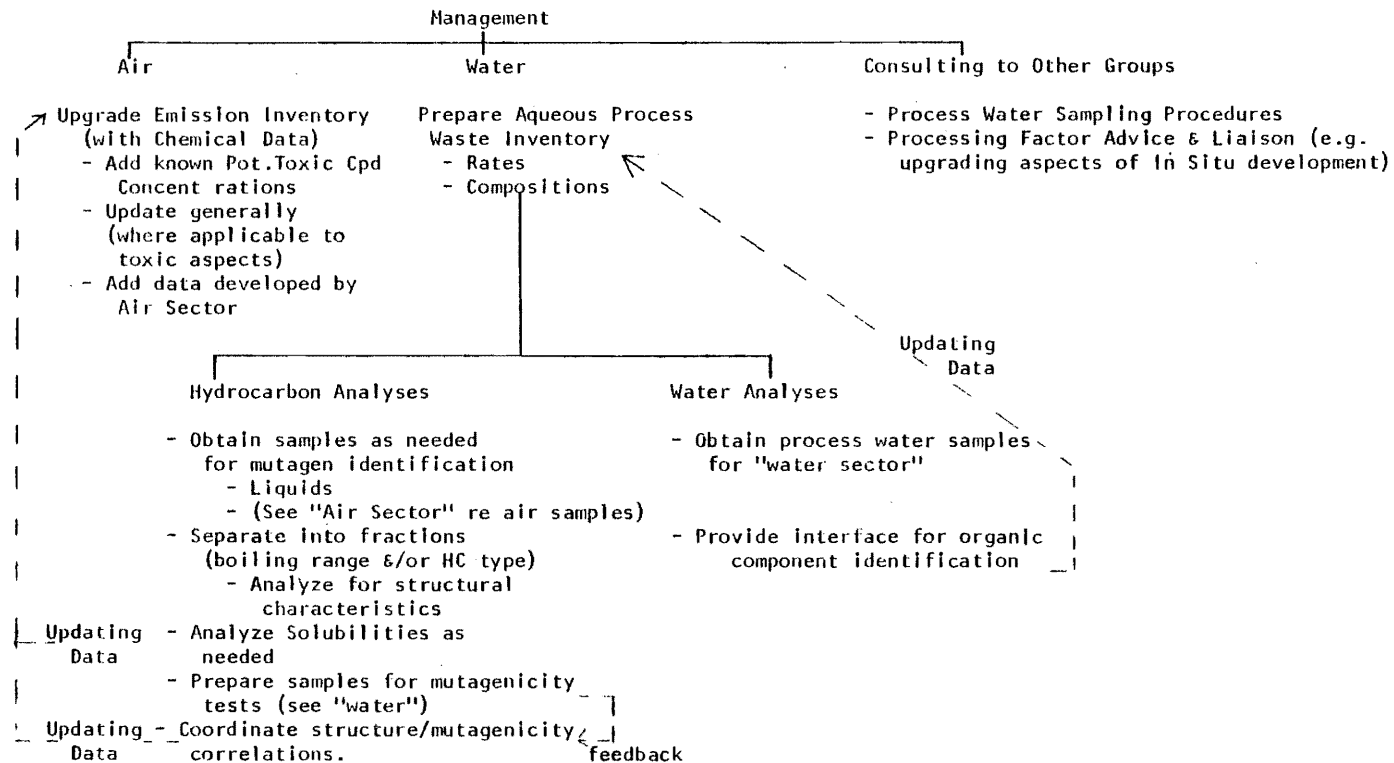 Management
Air
Water
Consulting to Other Groups
Upgrade Emission Inventory
(with Chemical Data)
- Add known Pot.Toxic Cpd
Concent rations
- Update generally
(where applicable to
toxic aspects)
- Add data developed by
Air Sector
Prepare Aqueous Process
Waste Inventory
- Rates
- Compositions
- Process Water Sampling Procedures
- Processing Factor Advice & Liaison (e.g.
upgrading aspects of In Situ development)
Updating
Data
Hydrocarbon Analyses
- Obtain samples as needed
for mutagen identification
- Liquids
- (See "Air Sector" re air samples)
- Separate into fractions
(boiling range &/or HC type)
- Analyze for structural
characteristics
- Analyze Solubilities as
needed
- Prepare samples for mutagenicity
tests (see "water")
- Coordinate structure/mutagenicity
correlations.
Updating
Data
Updating
Data
feedback
Water Analyses
- Obtain process water samples
for "water sector"
- Provide interface for organic
component identification